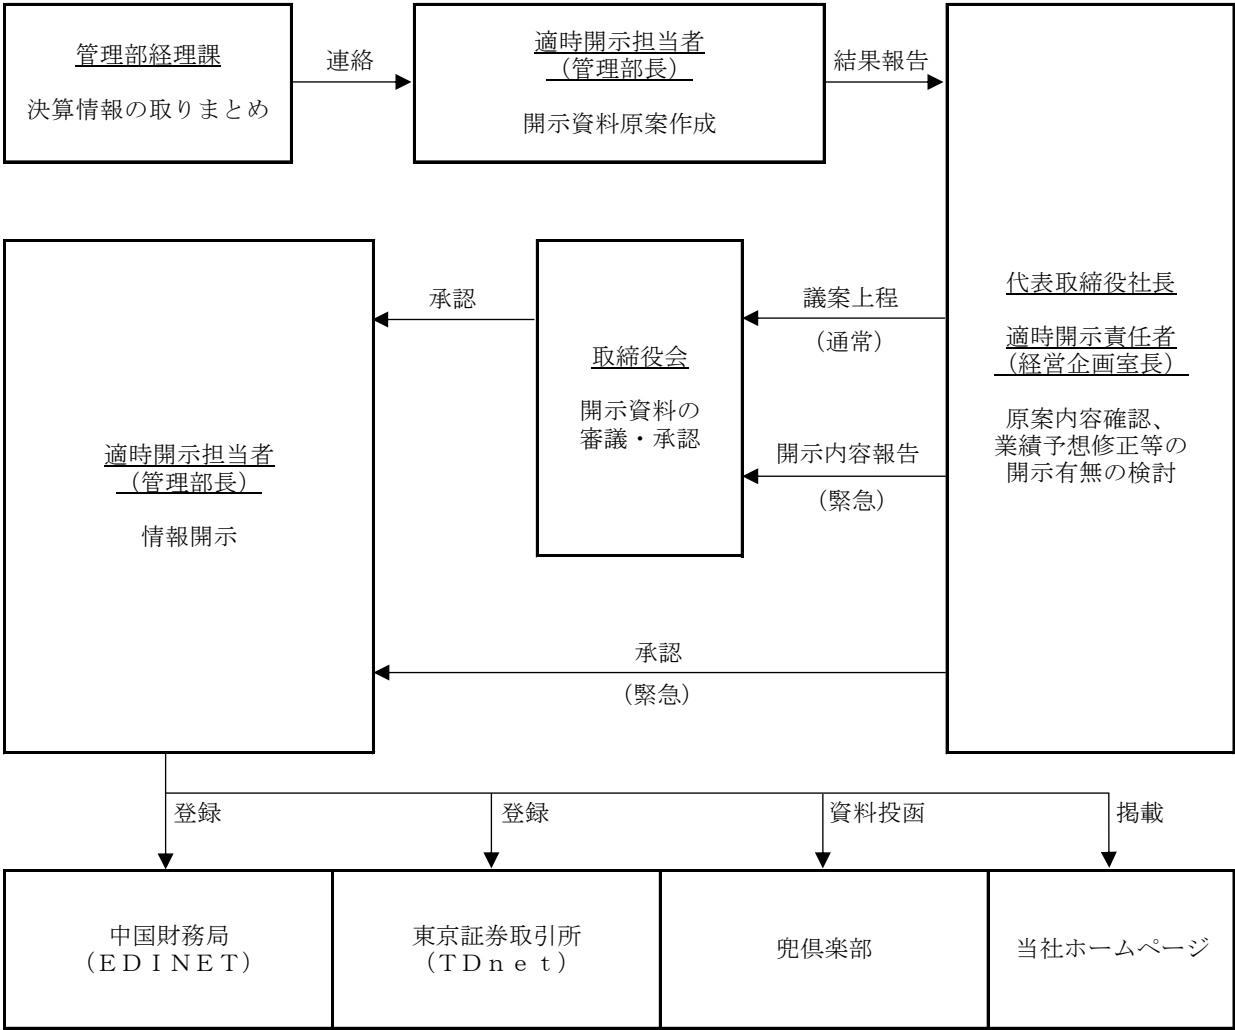 管理部経理課
決算情報の取りまとめ
連絡
適時開示担当者
（管理部長）
開示資料原案作成
結果報告
代表取締役社長
適時開示責任者
（経営企画室長）
原案内容確認、
業績予想修正等の
開示有無の検討
議案上程
（通常）
開示内容報告
（緊急）
取締役会
開示資料の
審議・承認
承認
承認
（緊急）
適時開示担当者
（管理部長）
情報開示
登録
登録
資料投函
掲載
中国財務局
（ＥＤＩＮＥＴ）
東京証券取引所
（ＴＤｎｅｔ）
兜倶楽部
当社ホームページ